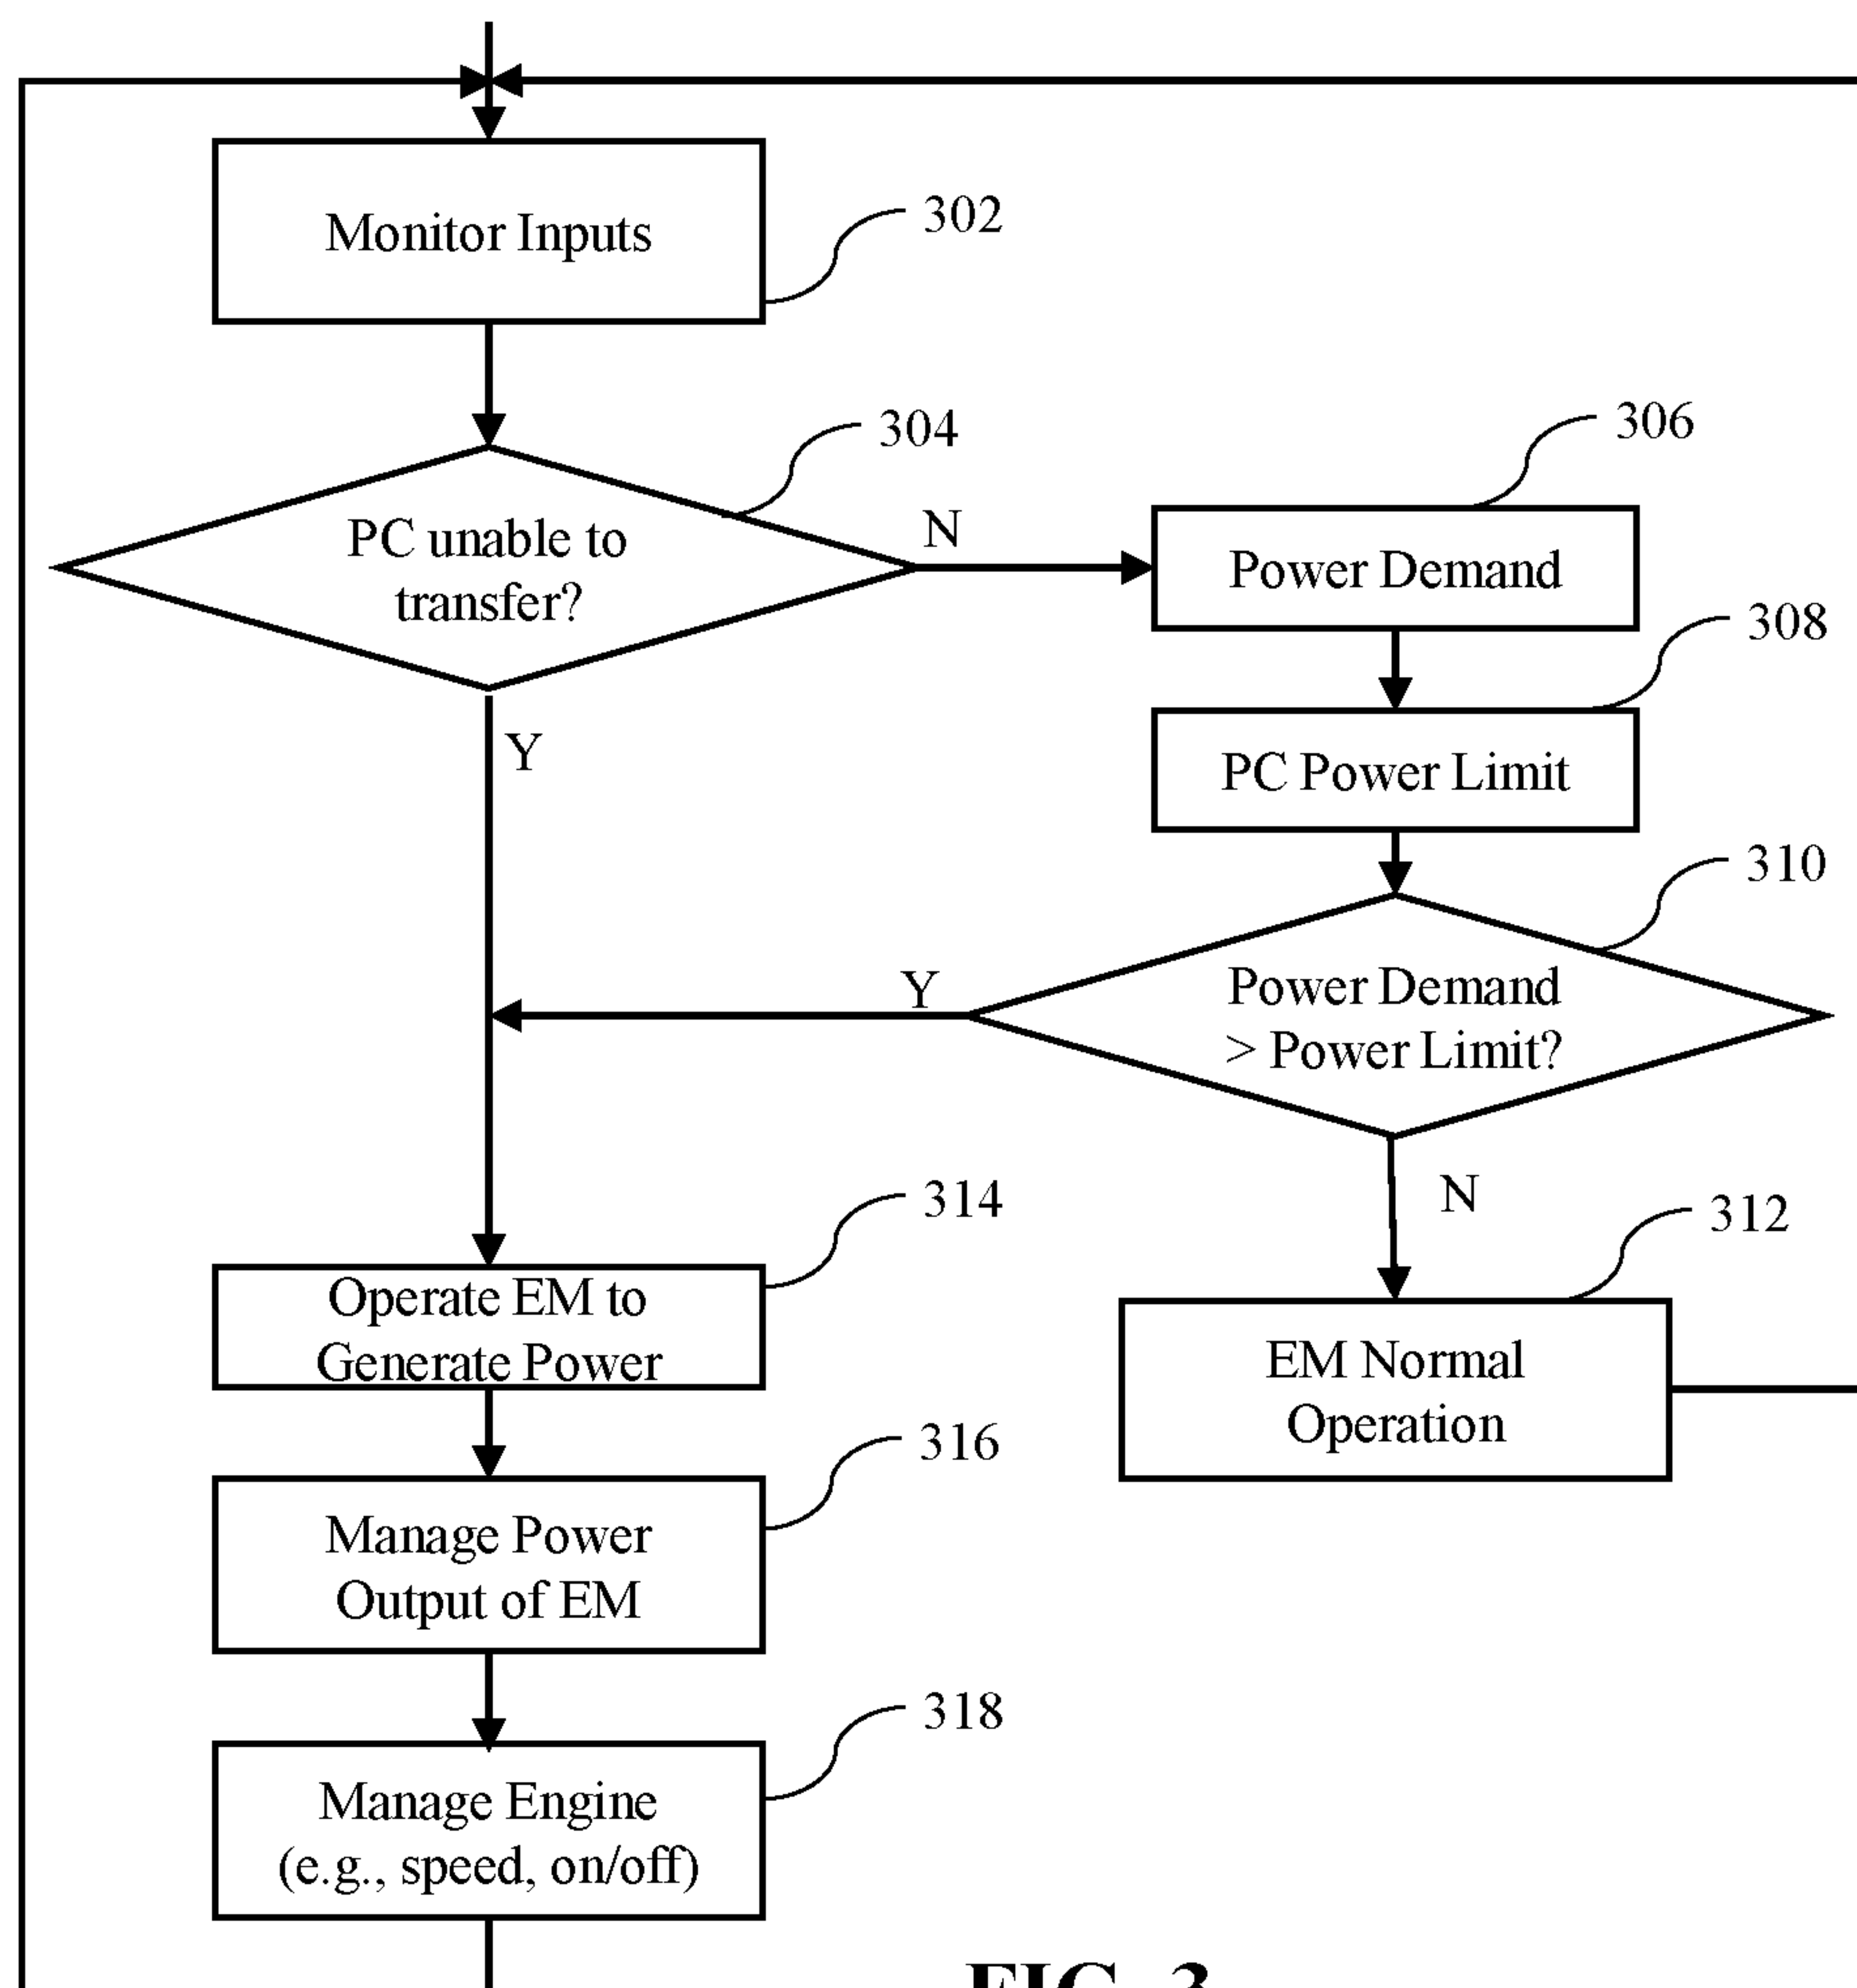 Monitor Inputs
302
304
PC unable to
transfer?
N
306
Power Demand
308
PC Power Limit
Y
310
Power Demand
> Power Limit?
Y
N
314
Operate EM to
Generate Power
312
EM Normal
Operation
316
Manage Power
Output of EM
318
Manage Engine
(e.g., speed, on/off)
FIG. 3